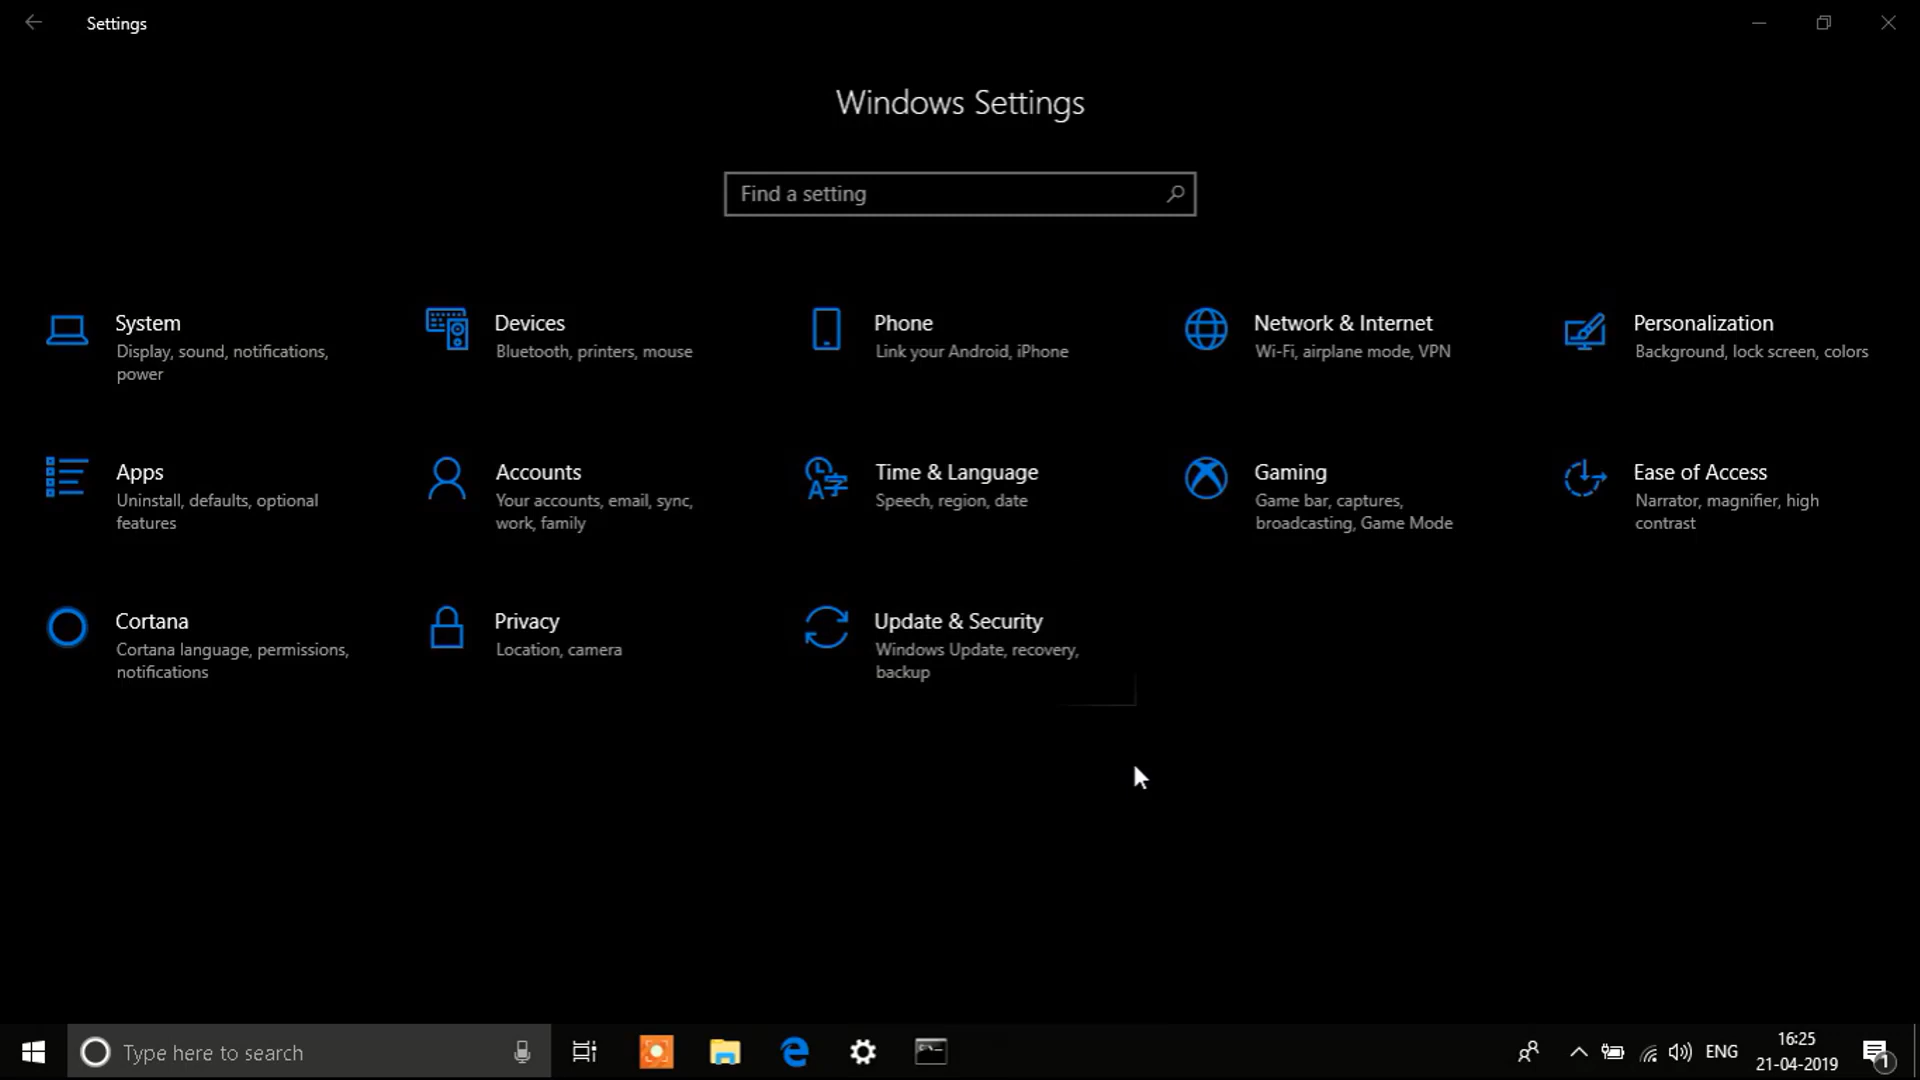 Settings
Windows Settings
Find a setting
System
Display, sound, notifications,
power
Devices
Bluetooth, printers, mouse
Phone
Link your Android, iPhone
Network & Internet
Wi-Fi, airplane mode, VPN
Personalization
Background, lock screen, colors
Apps
Uninstall, defaults, optional
features
Accounts
Your accounts, email, sync,
work, family
Time & Language
Speech, region, date
Gaming
Game bar, captures,
broadcasting, Game Mode
Ease of Access
Narrator, magnifier, high
contrast
Cortana
Cortana language, permissions,
notifications
Privacy
Location, camera
Update & Security
Windows Update, recovery,
backup
Type here to search
ENG
16:25
21-04-2019
1